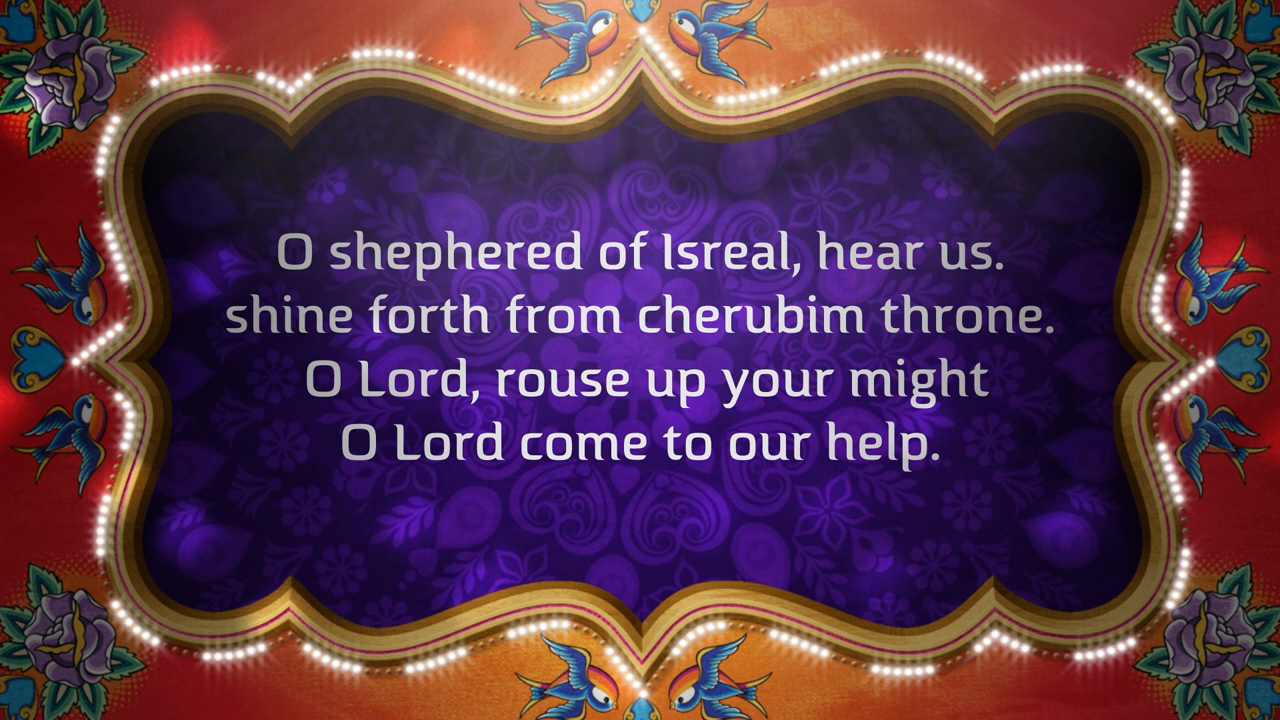 O shephered of Isreal, hear us.
shine forth from cherubim throne.
O Lord, rouse up your might
O Lord come to our help.